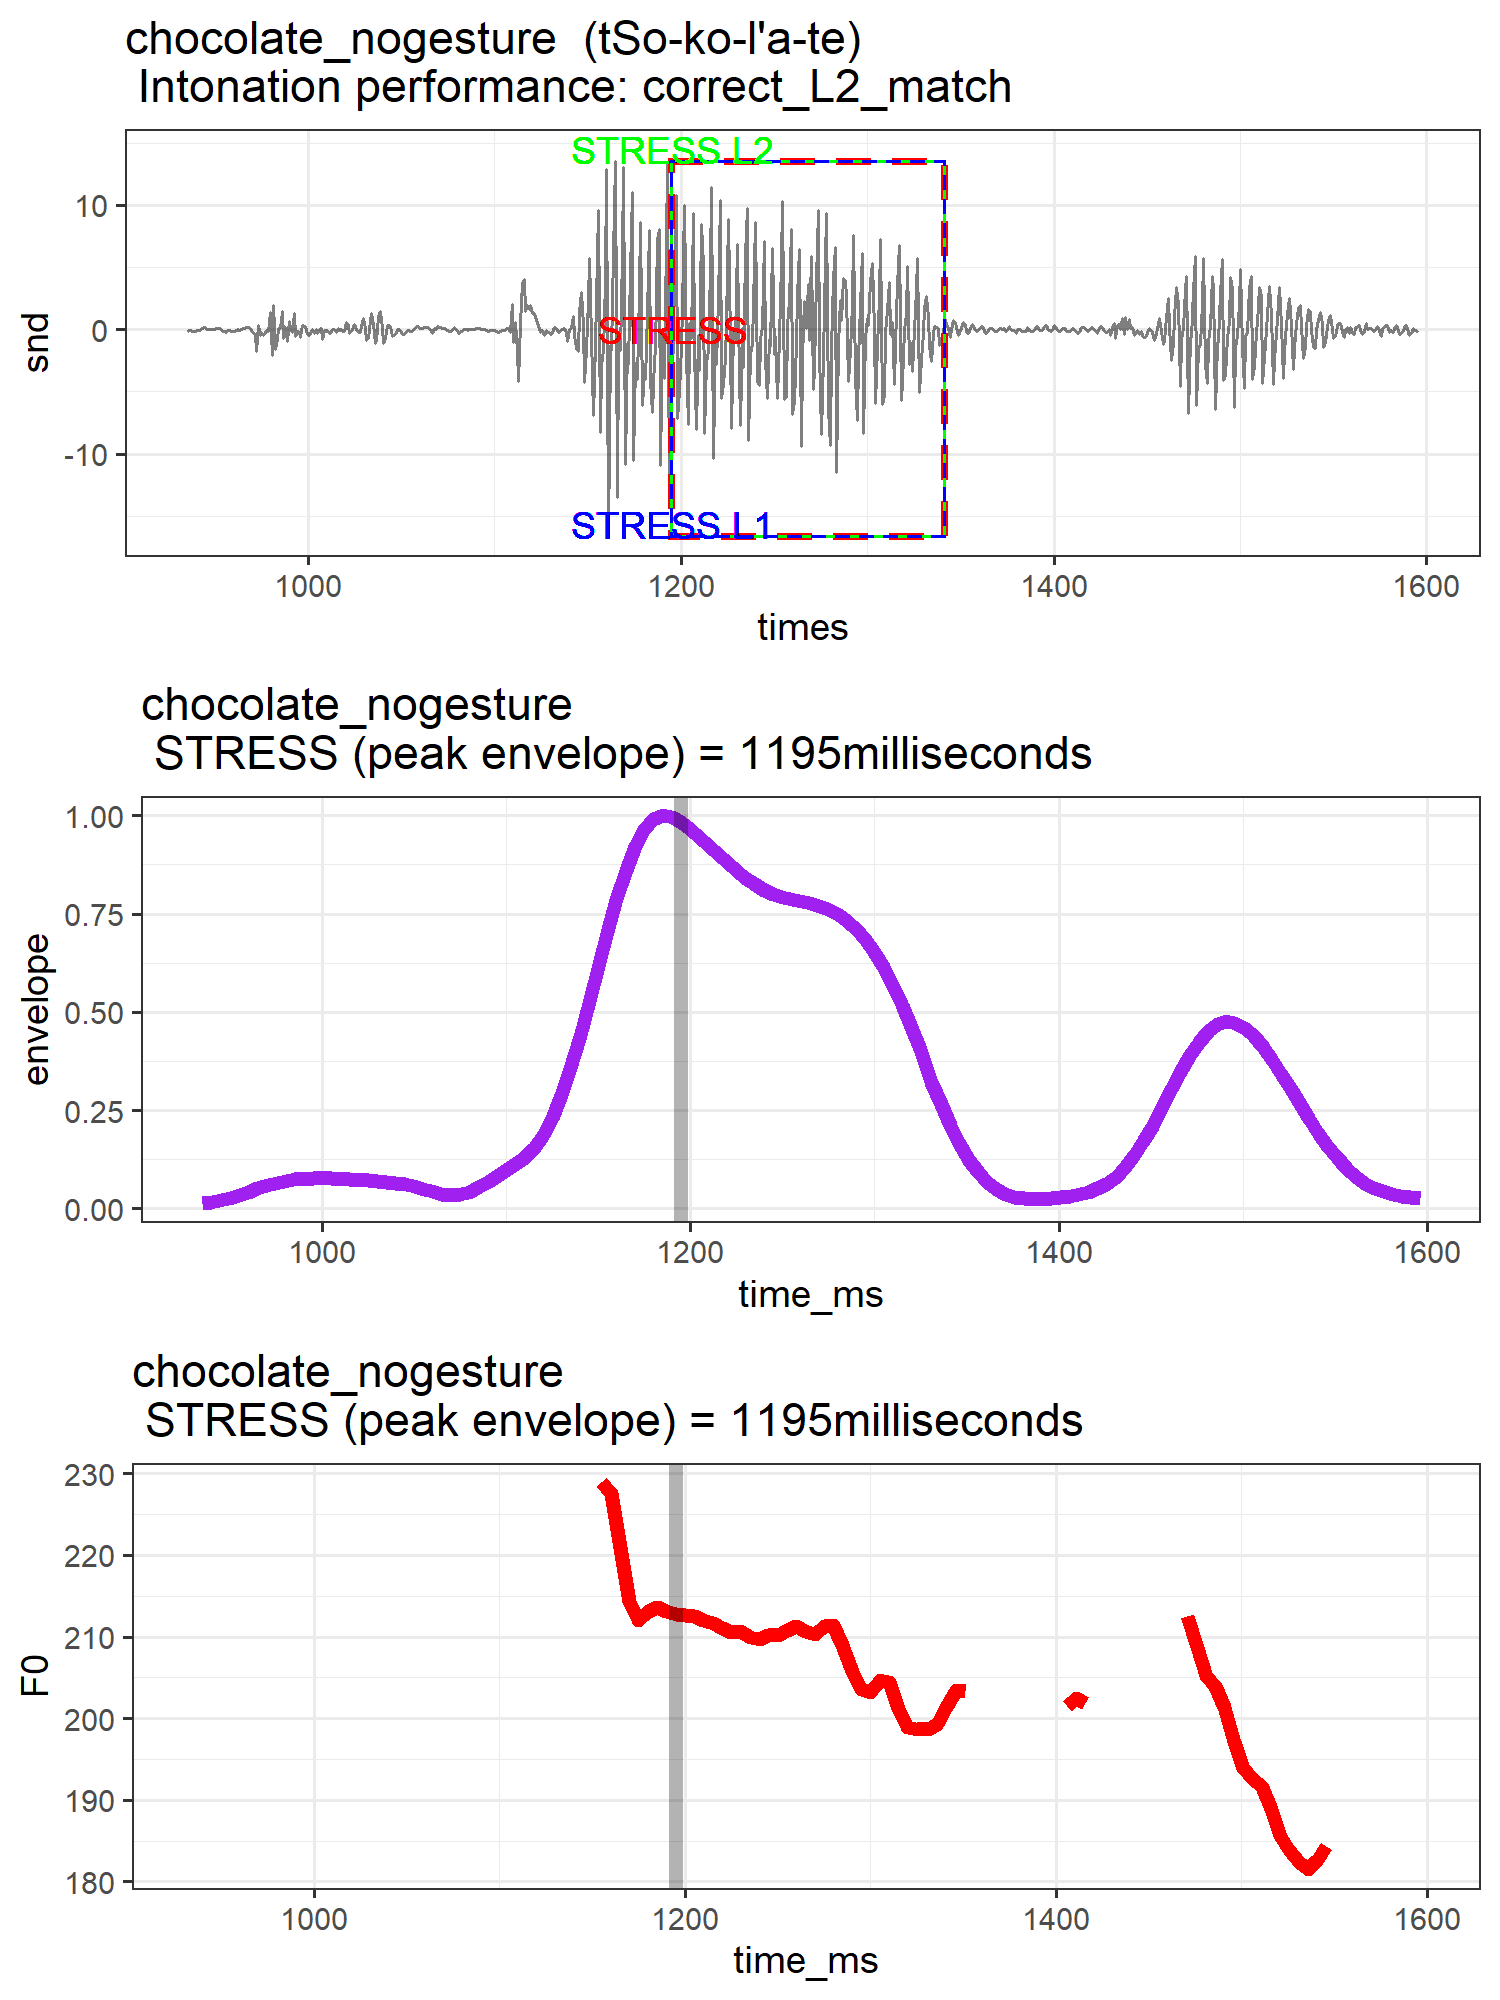 chocolate_nogesture  (tSo-ko-l'a-te)
Intonation performance: correct_L2_match
STRESS L2
STRESS
STRESS L1
snd
10
0
-10
1000 1200 1400 1600
times
chocolate_nogesture
STRESS (peak envelope) = 1195milliseconds
envelope
1.00
0.75
0.50
0.25
0.00
1000 1200 1400 1600
time_ms
chocolate_nogesture
STRESS (peak envelope) = 1195milliseconds
F0
230
220
210
200
190
180
1000 1200 1400 1600
time_ms